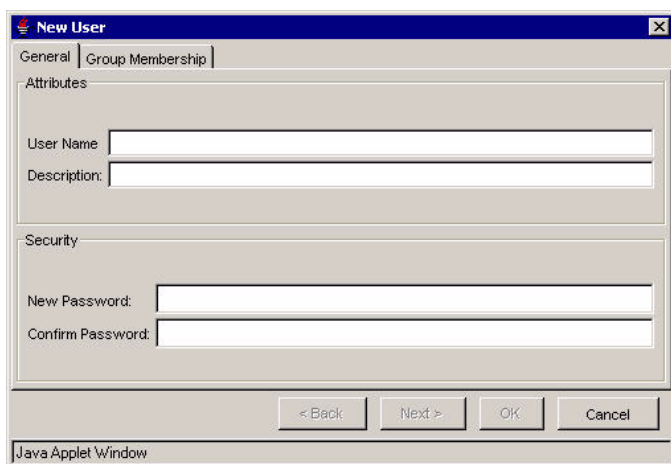 New User
General Group Membership
Attributes
User Name
Description:
Security
New Password:
Confirm Password:
< Back Next > OK Cancel
Java Applet Window